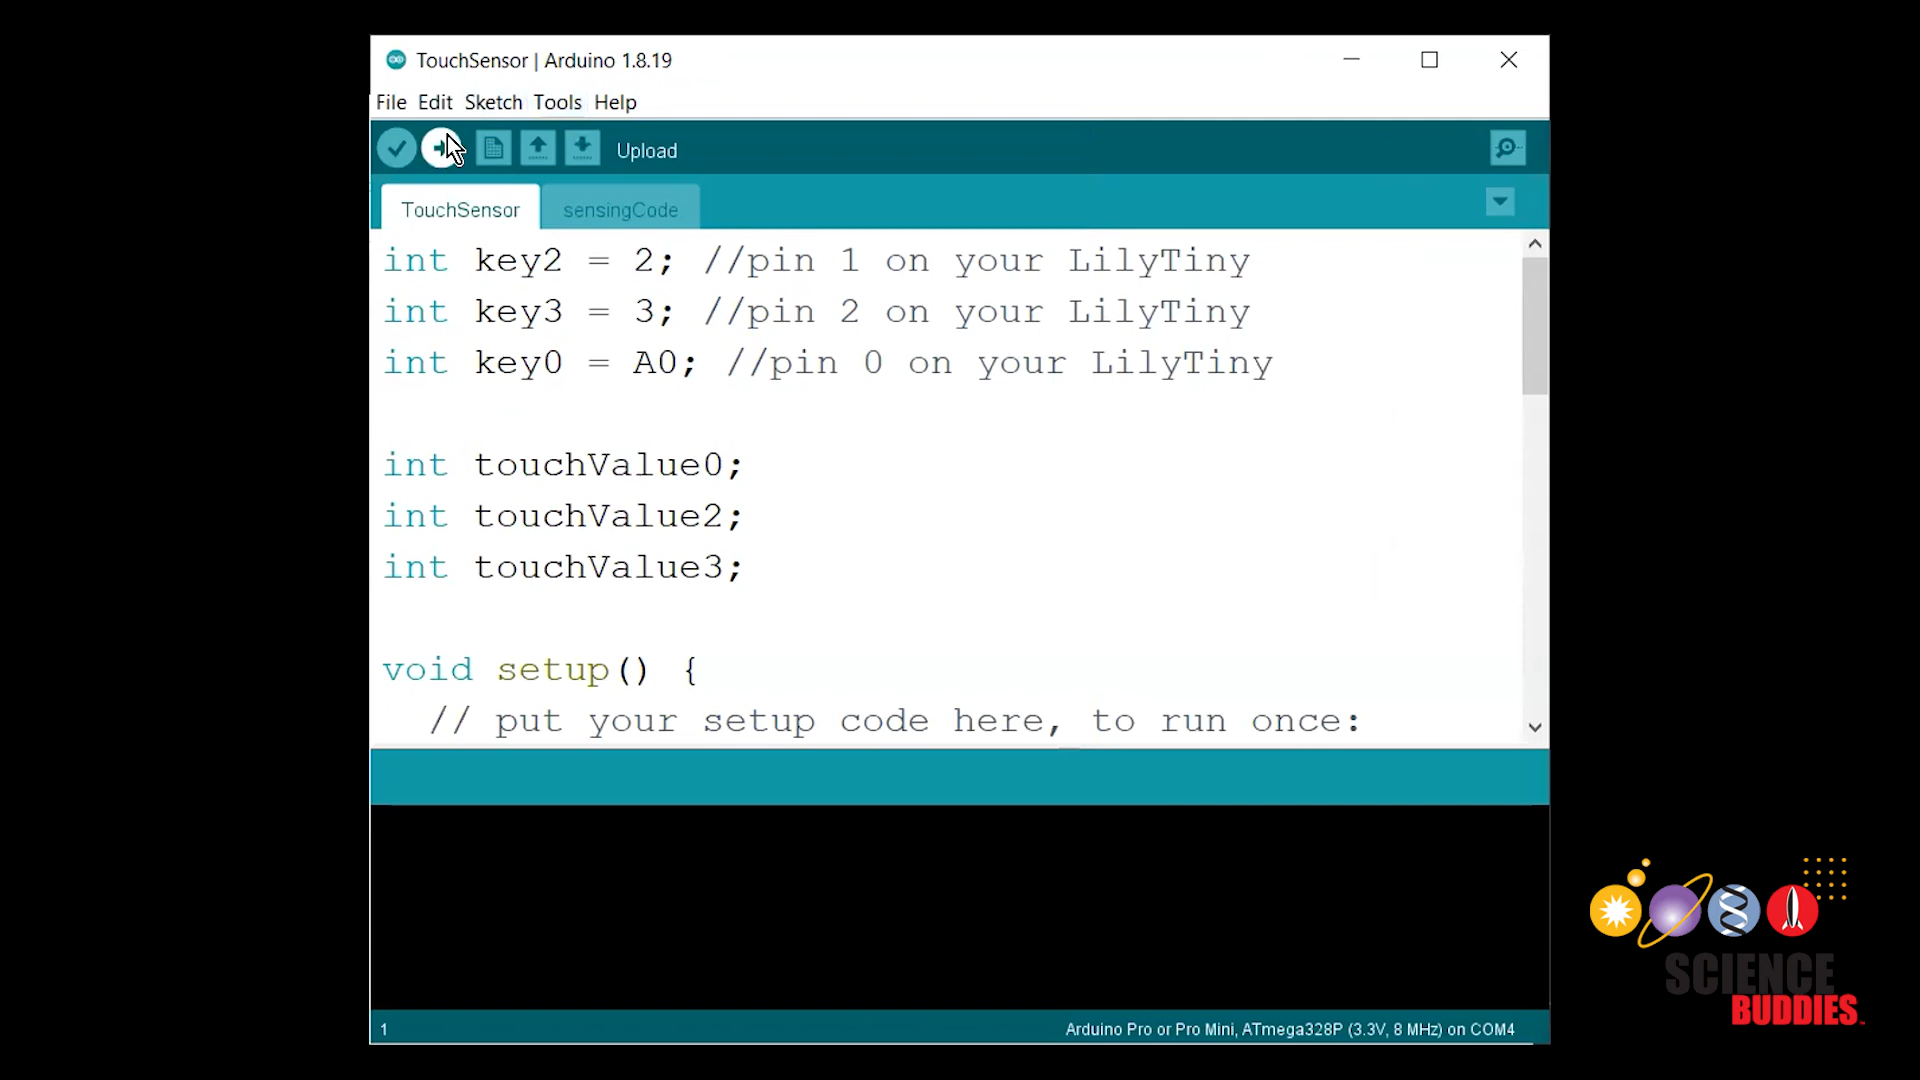 TouchSensor | Arduino 1.8.19
File Edit Sketch Tools Help
Upload
TouchSensor sensingCode
int key2 = 2; //pin 1 on your LilyTiny
int key3 = 3; //pin 2 on your LilyTiny
int key0 = A0; //pin 0 on your LilyTiny
int touchValue0;
int touchValue2;
int touchValue3;
void setup() {
// put your setup code here, to run once:
1 Arduino Pro or Pro Mini, ATmega328P (3.3V, 8 MHz) on COM4
SCIENCE
BUDDIES